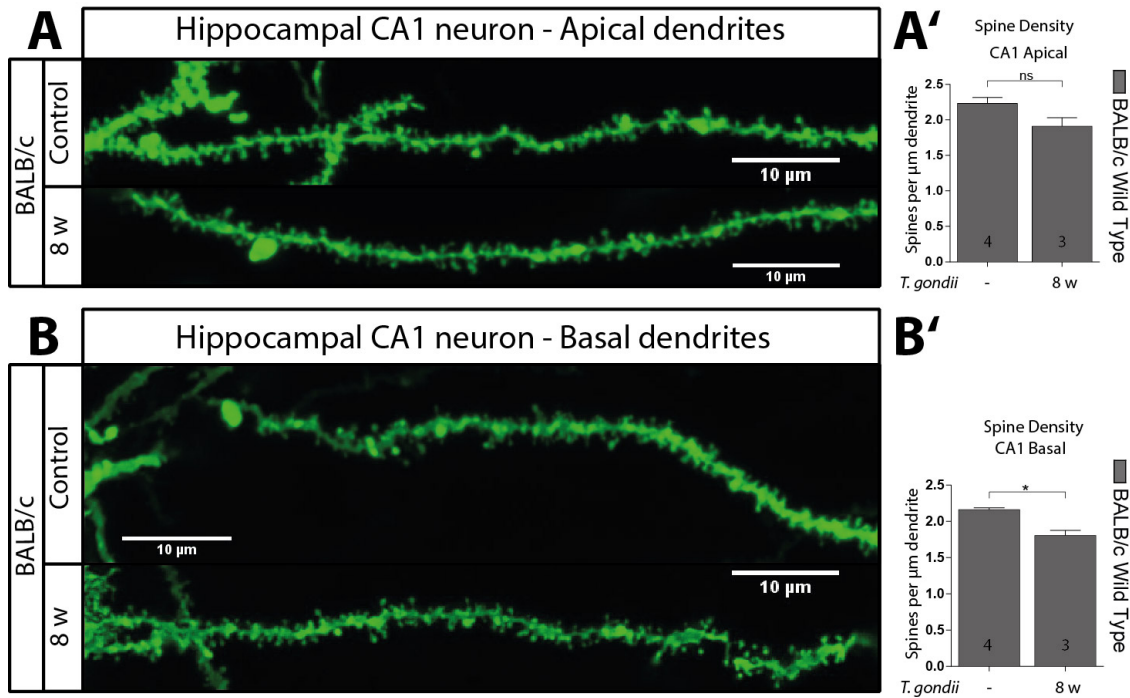 A
Hippocampal CA1 neuron - Apical dendrites
BALB/c
Control
10 µm
8 w
10 µm
A‘
Spine Density
CA1 Apical
ns
Spines per µm dendrite
2.5
2.0
1.5
1.0
0.5
0.0
4
3
T. gondii
-
8 w
BALB/c Wild Type
B
Hippocampal CA1 neuron - Basal dendrites
BALB/c
Control
10 µm
8 w
10 µm
B‘
Spine Density
CA1 Basal
*
Spines per µm dendrite
2.5
2.0
1.5
1.0
0.5
0.0
4
3
T. gondii
-
8 w
BALB/c Wild Type